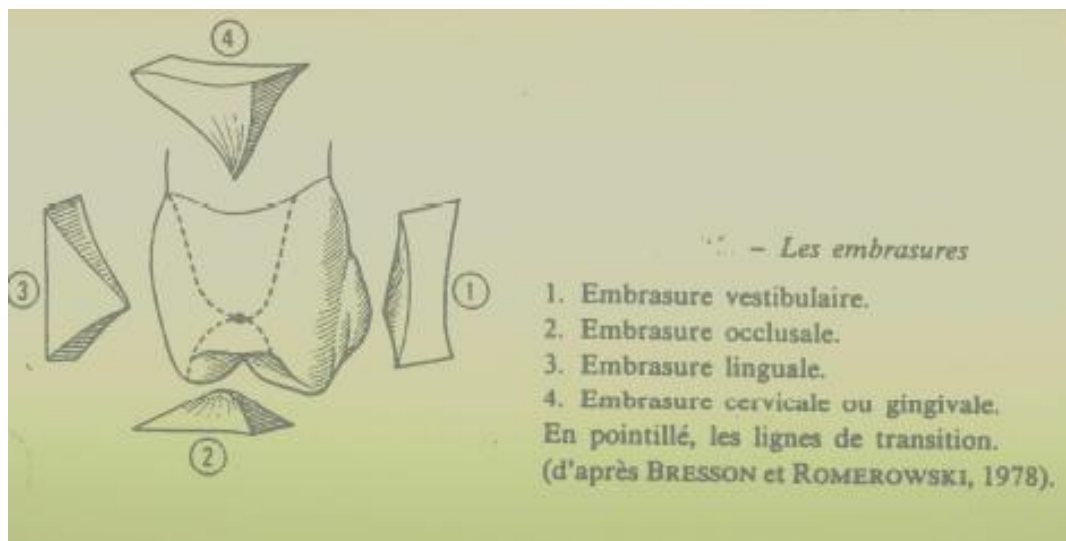 4
3
1
2
– Les embrasures
1. Embrasure vestibulaire.
2. Embrasure occlusale.
3. Embrasure linguale.
4. Embrasure cervicale ou gingivale.
En pointillé, les lignes de transition.
(d'après BRESSON et ROMEROWSKI, 1978).